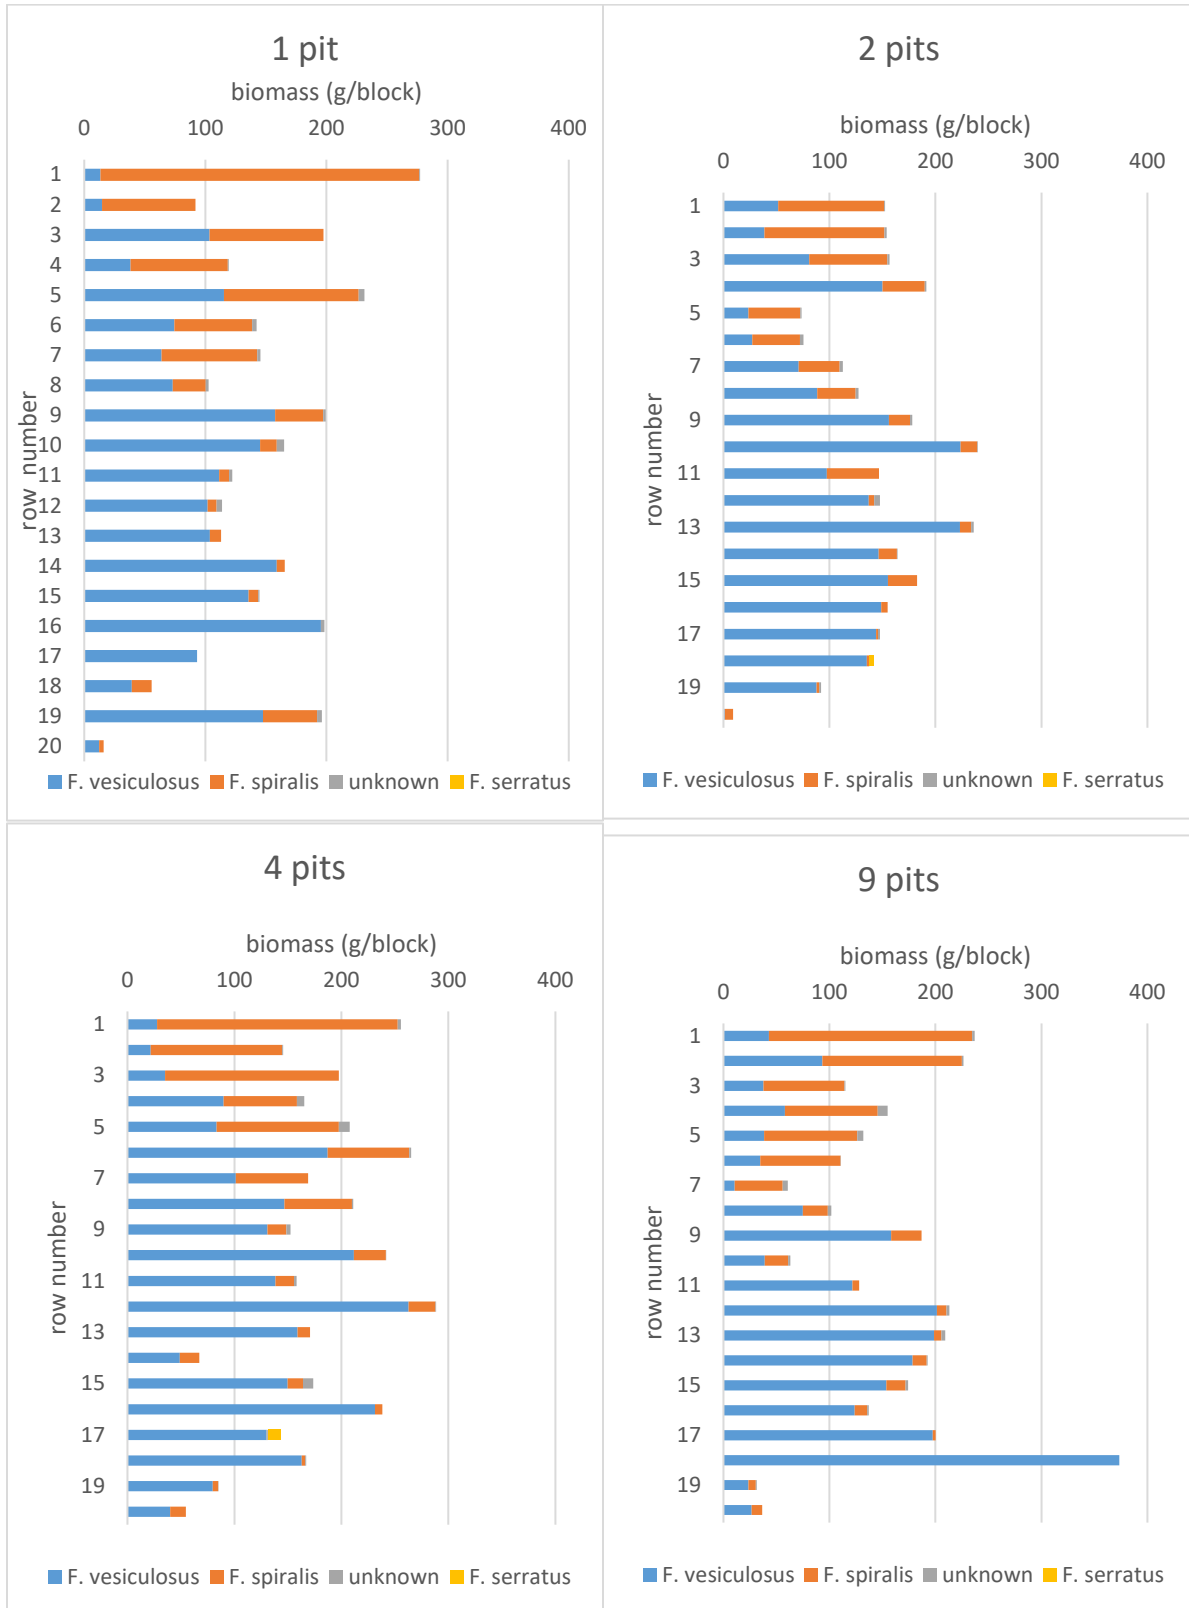 1 pit
biomass (g/block)
0 100 200 300 400
1
2
3
4
5
6
7
8
9
10
11
12
13
14
15
16
17
18
19
20
row number
F. vesiculosus F. spiralis unknown F. serratus
2 pits
biomass (g/block)
0 100 200 300 400
1
3
5
7
9
11
13
15
17
19
row number
F. vesiculosus F. spiralis unknown F. serratus
4 pits
biomass (g/block)
0 100 200 300 400
1
3
5
7
9
11
13
15
17
19
row number
F. vesiculosus F. spiralis unknown F. serratus
9 pits
biomass (g/block)
0 100 200 300 400
1
3
5
7
9
11
13
15
17
19
row number
F. vesiculosus F. spiralis unknown F. serratus